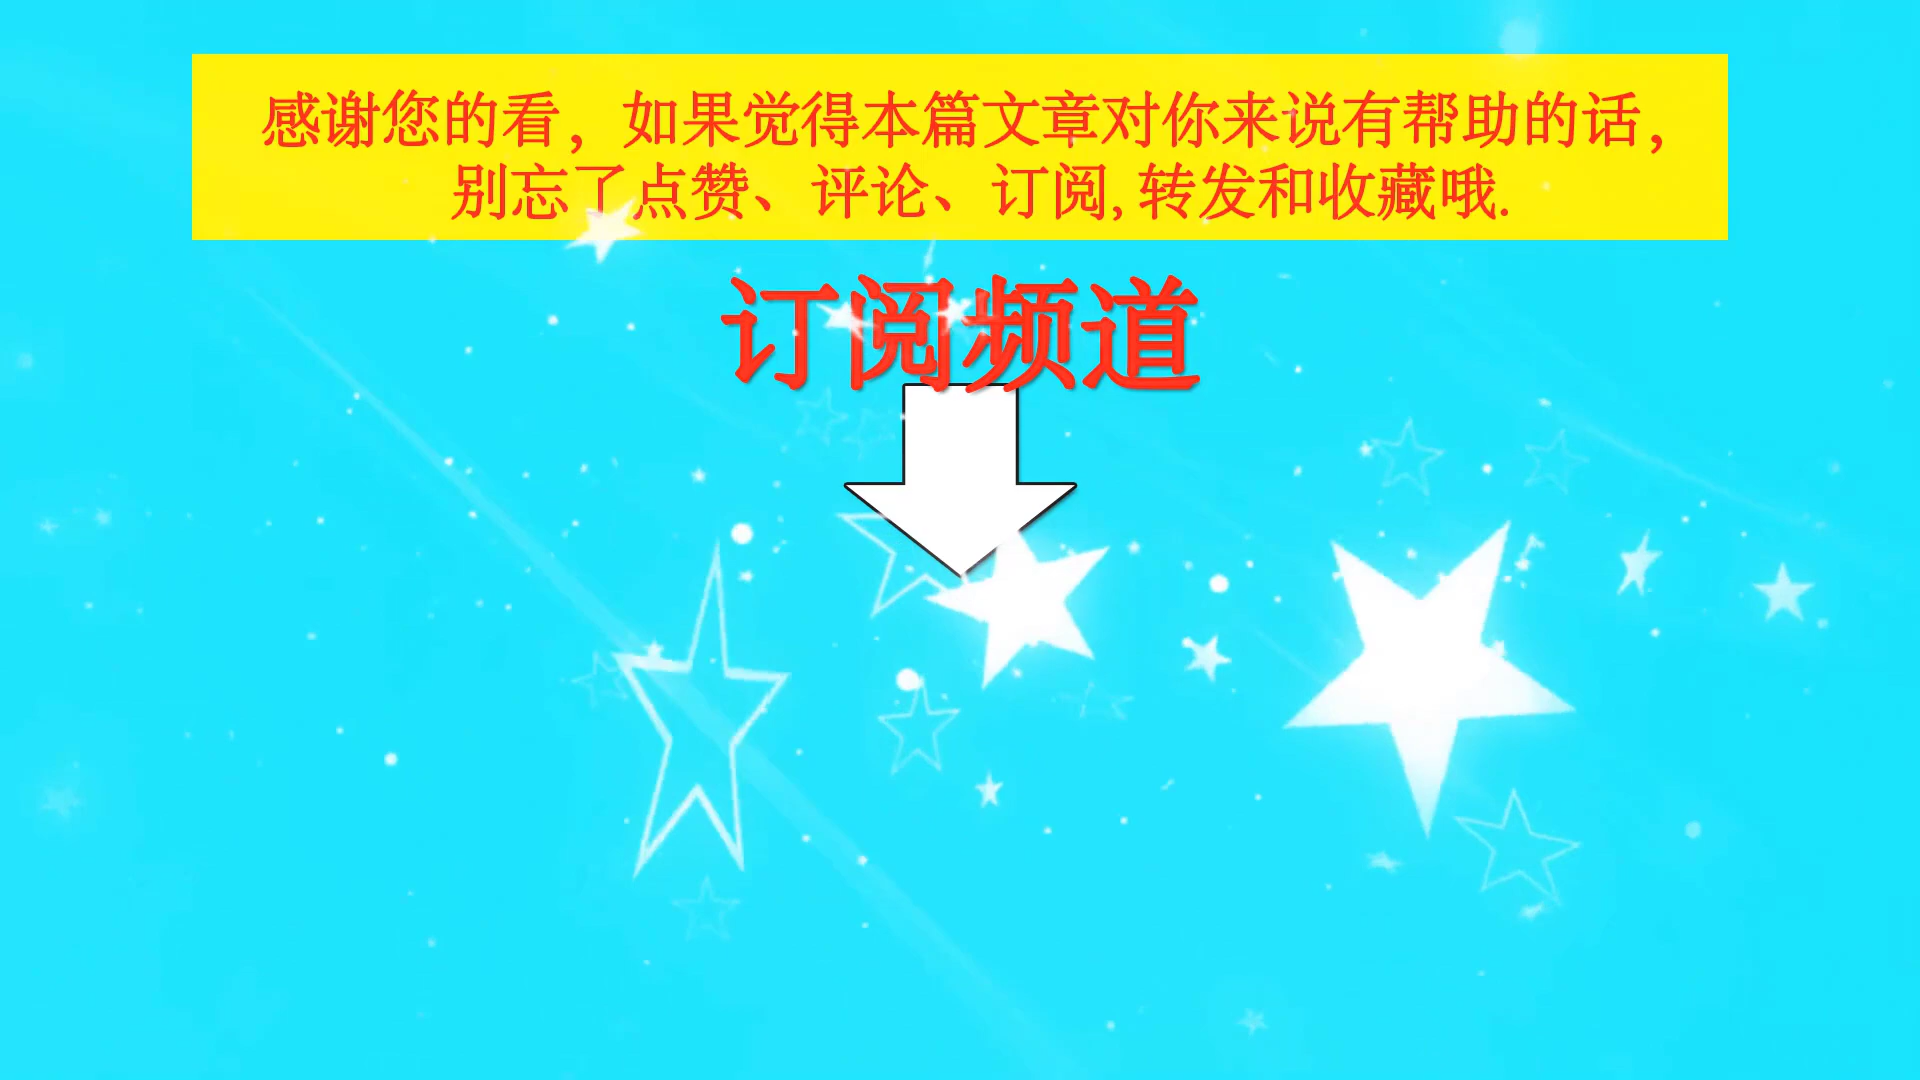 感谢您的看，如果觉得本篇文章对你来说有帮助的话，
别忘了点赞、评论、订阅,转发和收藏哦.
订阅频道